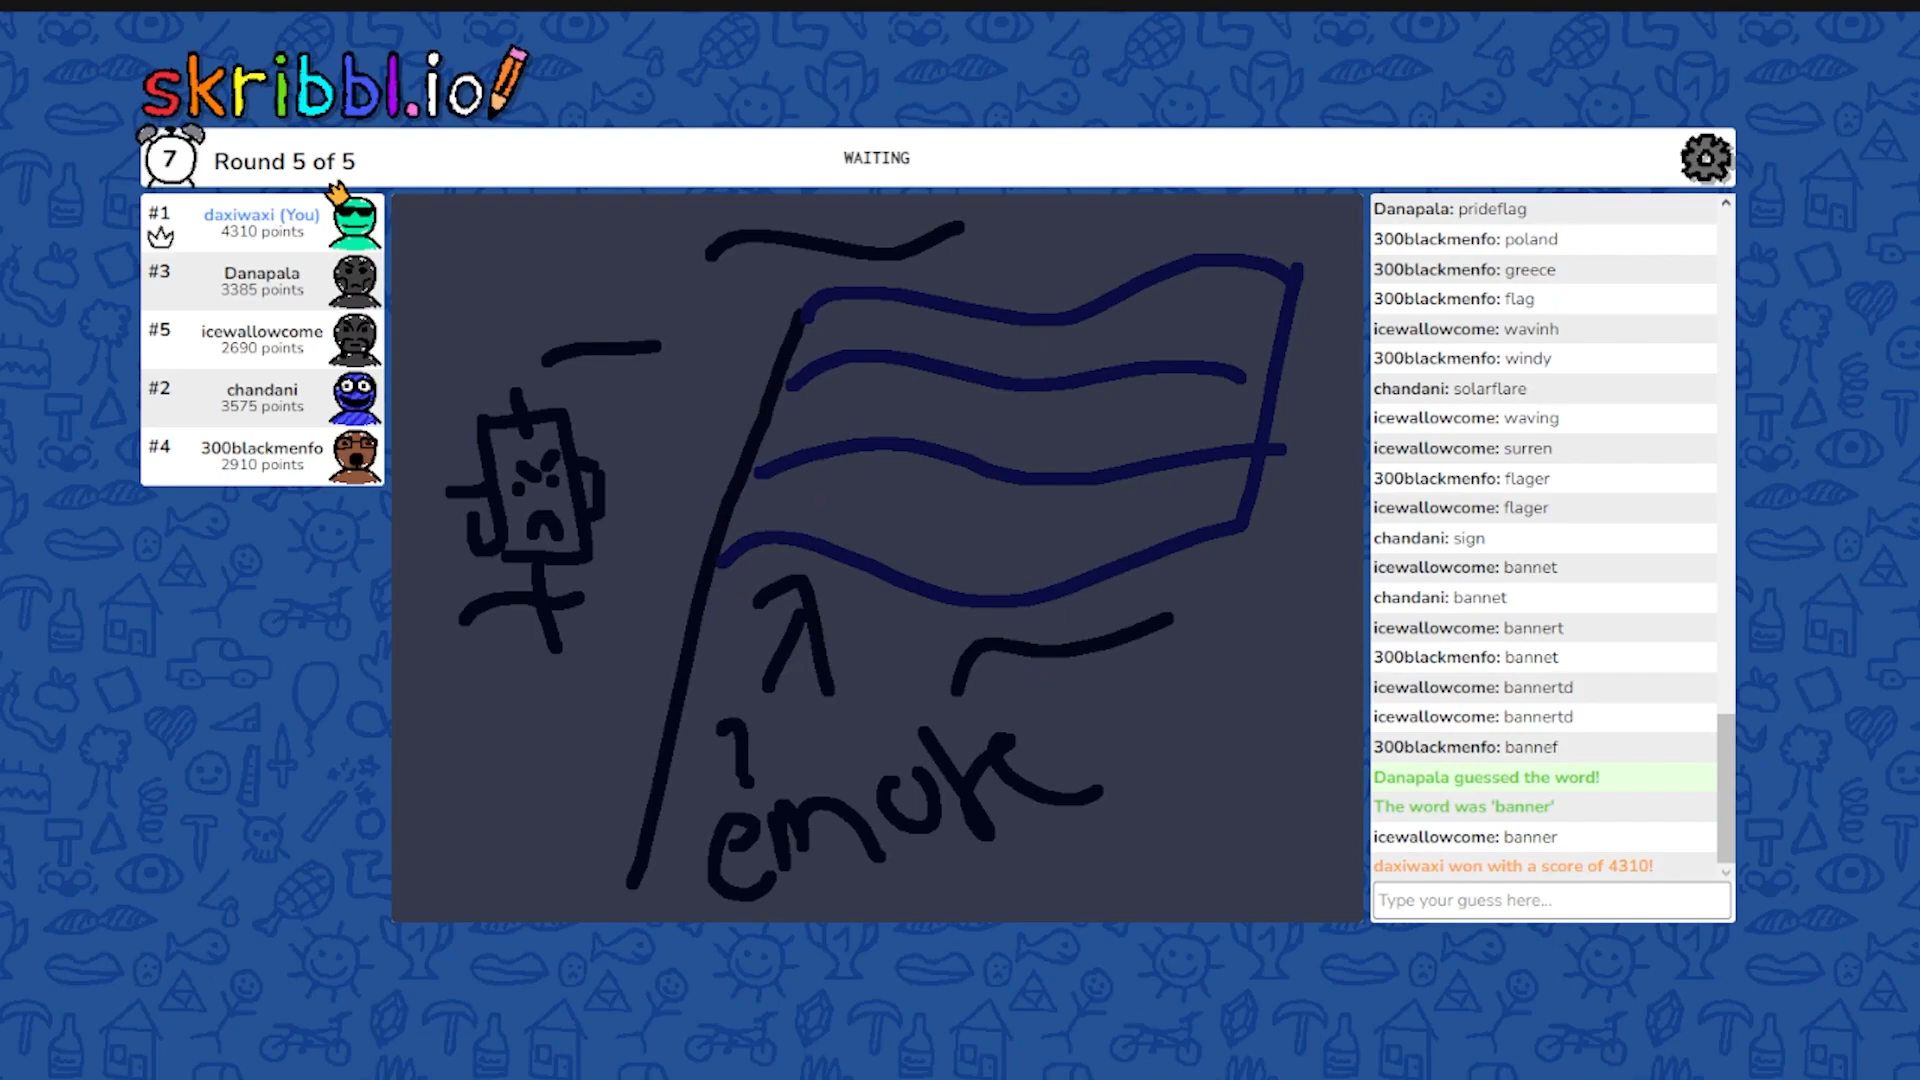 skribbl.io
7
Round 5 of 5
WAITING
#1
daxiwaxi (You)
4310 points
#3
Danapala
3385 points
#5
icewallowcome
2690 points
#2
chandani
3575 points
#4
300blackmenfo
2910 points
Danapala: prideflag
300blackmenfo: poland
300blackmenfo: greece
300blackmenfo: flag
icewallowcome: wavinh
300blackmenfo: windy
chandani: solarflare
icewallowcome: waving
icewallowcome: surren
300blackmenfo: flager
icewallowcome: flager
chandani: sign
icewallowcome: bannet
chandani: bannet
icewallowcome: bannert
300blackmenfo: bannet
icewallowcome: bannertd
icewallowcome: bannertd
300blackmenfo: bannef
Danapala guessed the word!
The word was 'banner'
icewallowcome: banner
daxiwaxi won with a score of 4310!
Type your guess here...